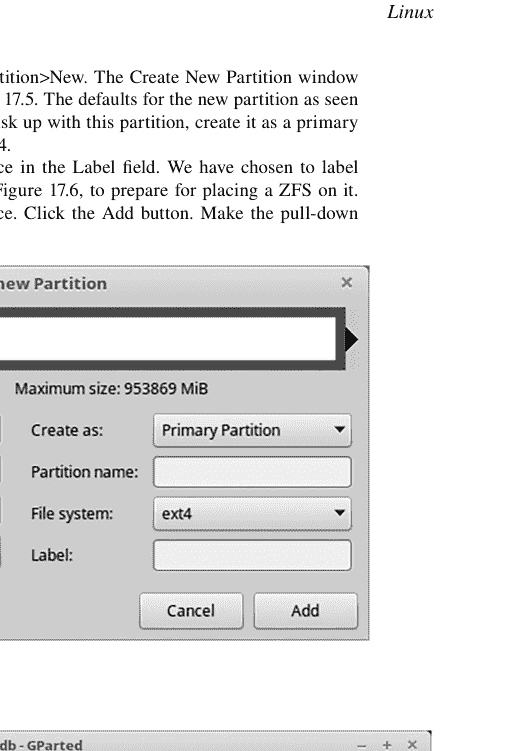 Linux
tition>New. The Create New Partition window
17.5. The defaults for the new partition as seen
sk up with this partition, create it as a primary
4.
ce in the Label field. We have chosen to label
Figure 17.6, to prepare for placing a ZFS on it.
ce. Click the Add button. Make the pull-down
new Partition
Maximum size: 953869 MiB
Create as: Primary Partition
Partition name:
File system: ext4
Label:
Cancel Add
db - GParted